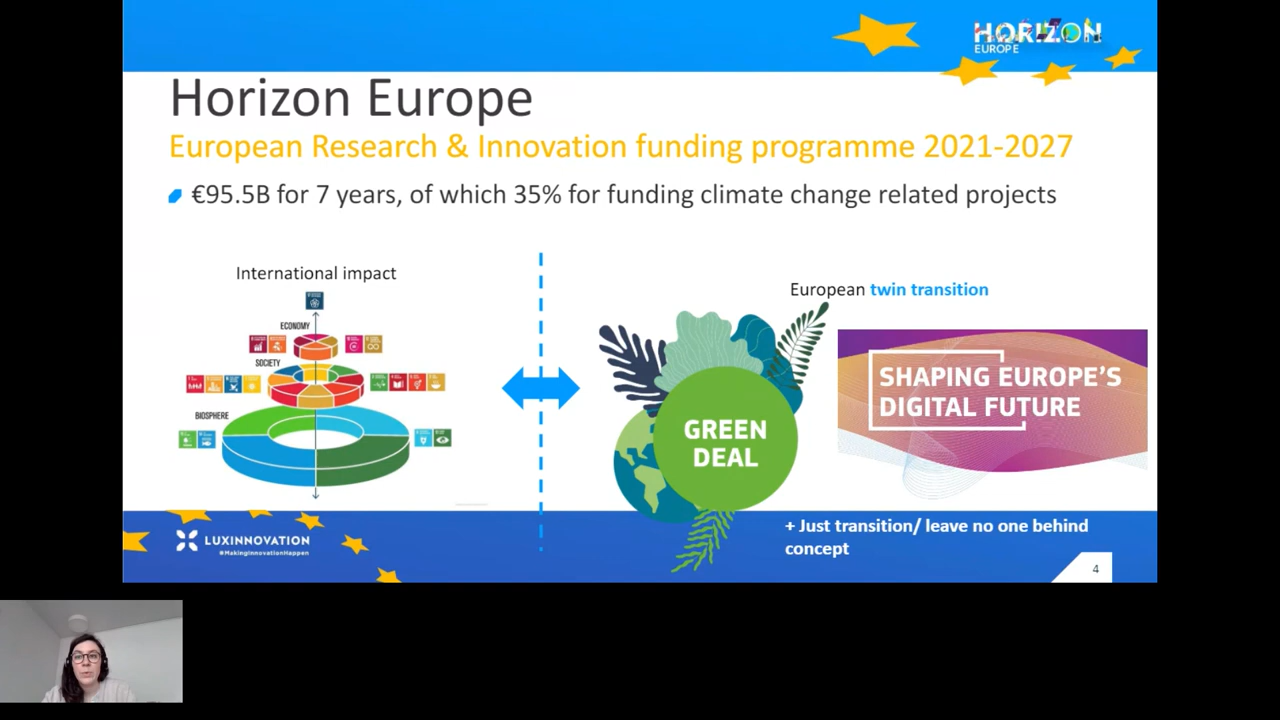 HORIZON
EUROPE
Horizon Europe
European Research & Innovation funding programme 2021-2027
€95.5B for 7 years, of which 35% for funding climate change related projects
International impact
ECONOMY
SOCIETY
BIOSPHERE
European twin transition
GREEN
DEAL
SHAPING EUROPE'S
DIGITAL FUTURE
+ Just transition/ leave no one behind
concept
LUXINNOVATION
#MakingInnovationHappen
4